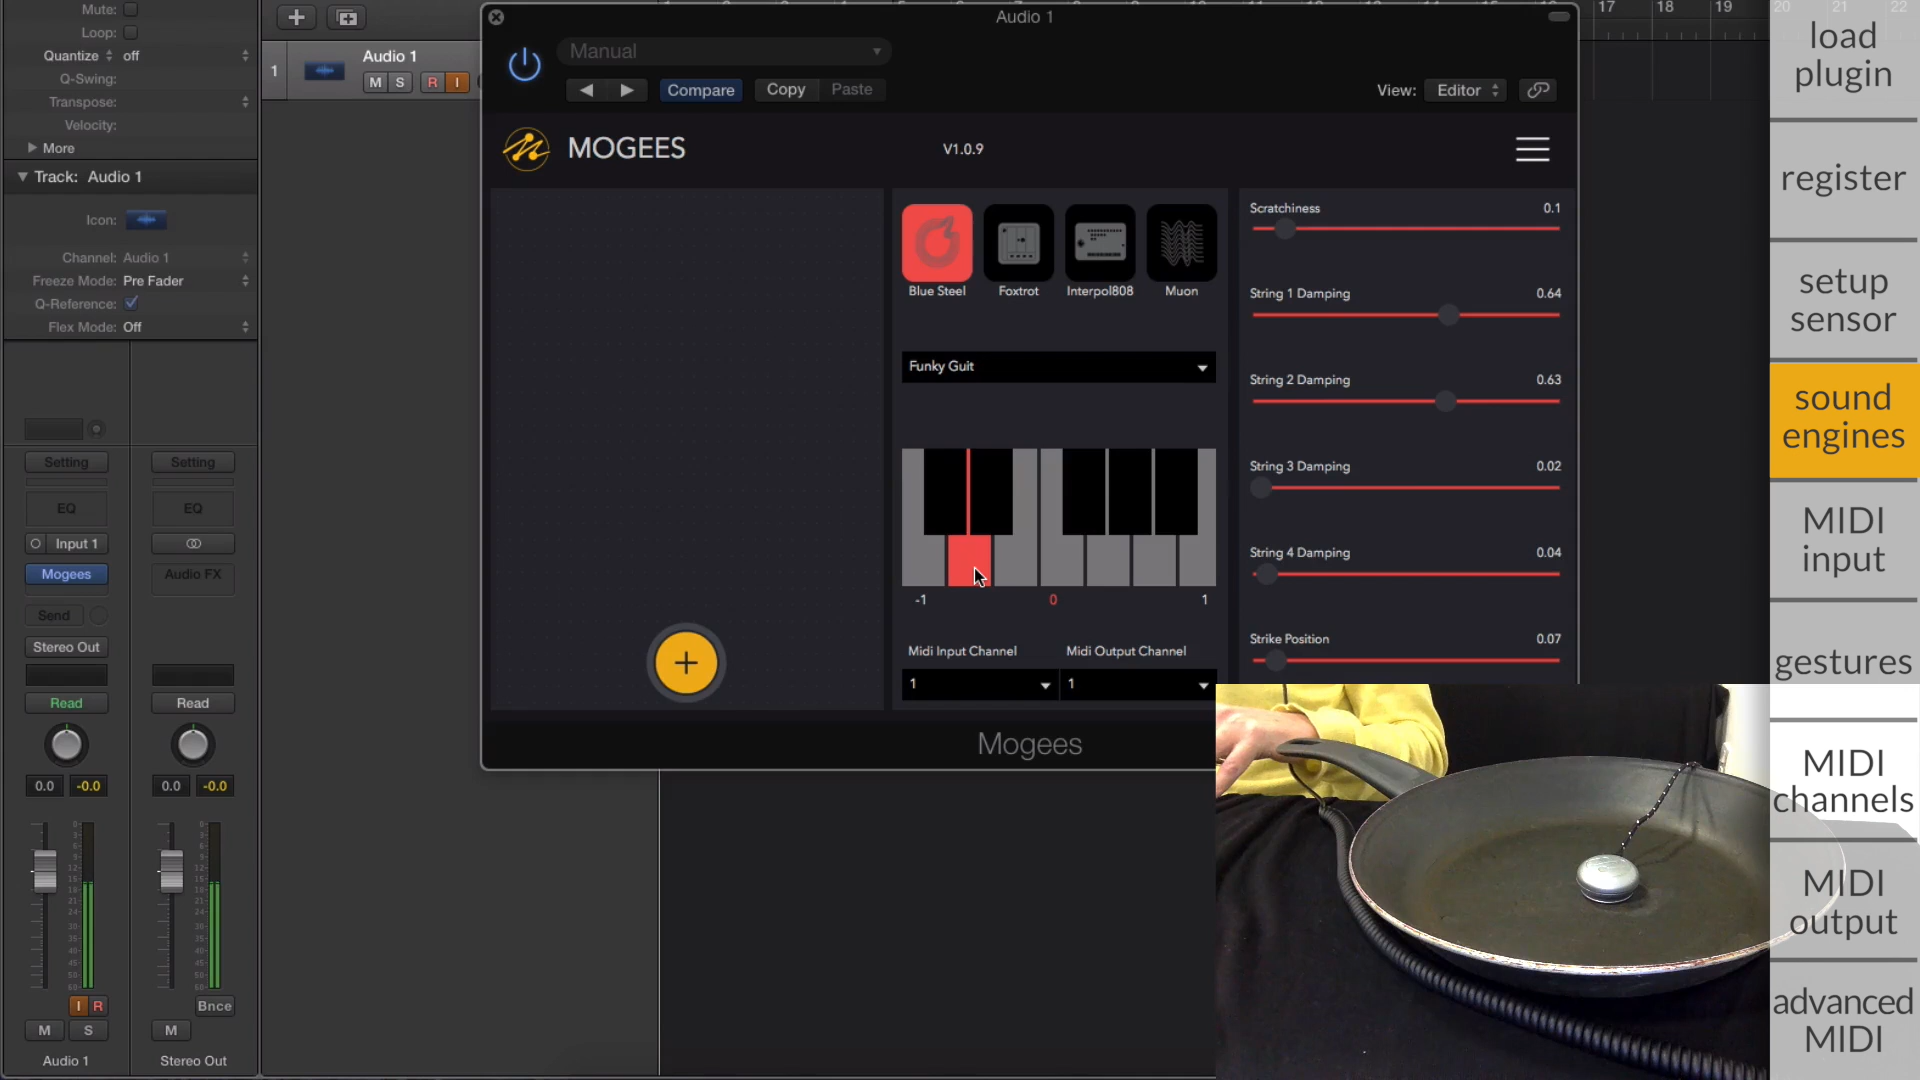 Mute:
Loop:
Quantize off
Q-Swing:
Transpose:
Velocity:
More
Track: Audio 1
Icon:
Channel: Audio 1
Freeze Mode: Pre Fader
Q-Reference:
Flex Mode: Off
Setting
Setting
EQ
EQ
Input 1
Mogees
Audio FX
Send
Stereo Out
Read
Read
0.0 -0.0
0.0 -0.0
I R
Bnce
M S
M
Audio 1
Stereo Out
1
Audio 1
M S R I
17 18 19 20 21 22
Audio 1
Manual
Compare
Copy
Paste
View: Editor
MOGEES
V1.0.9
Blue Steel
Foxtrot
Interpol808
Muon
Funky Guit
-1 0 1
Midi Input Channel
Midi Output Channel
1
1
Scratchiness 0.1
String 1 Damping 0.64
String 2 Damping 0.63
String 3 Damping 0.02
String 4 Damping 0.04
Strike Position 0.07
Mogees
load
plugin
register
setup
sensor
sound
engines
MIDI
input
gestures
MIDI
channels
MIDI
output
advanced
MIDI